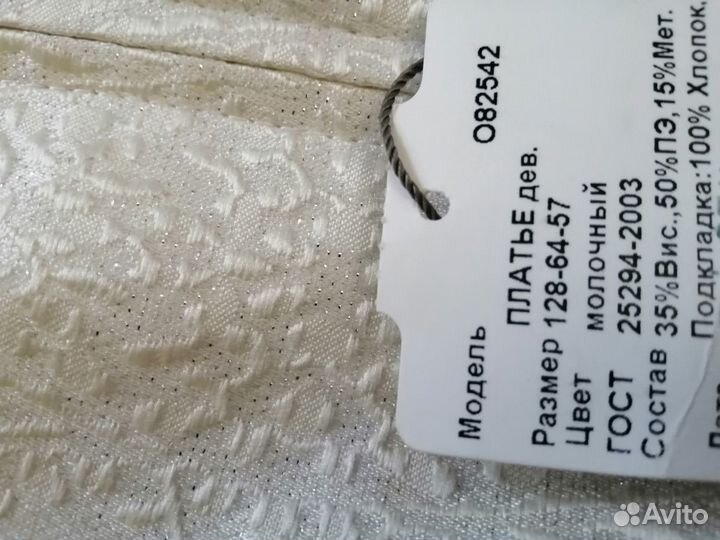 Модель О82542
ПЛАТЬЕ дев.
Размер 128-64-57
Цвет молочный
ГОСТ 25294-2003
Состав 35%Вис.,50%ПЭ,15%Мет.
Подкладка:100% Хлопок,
Avito